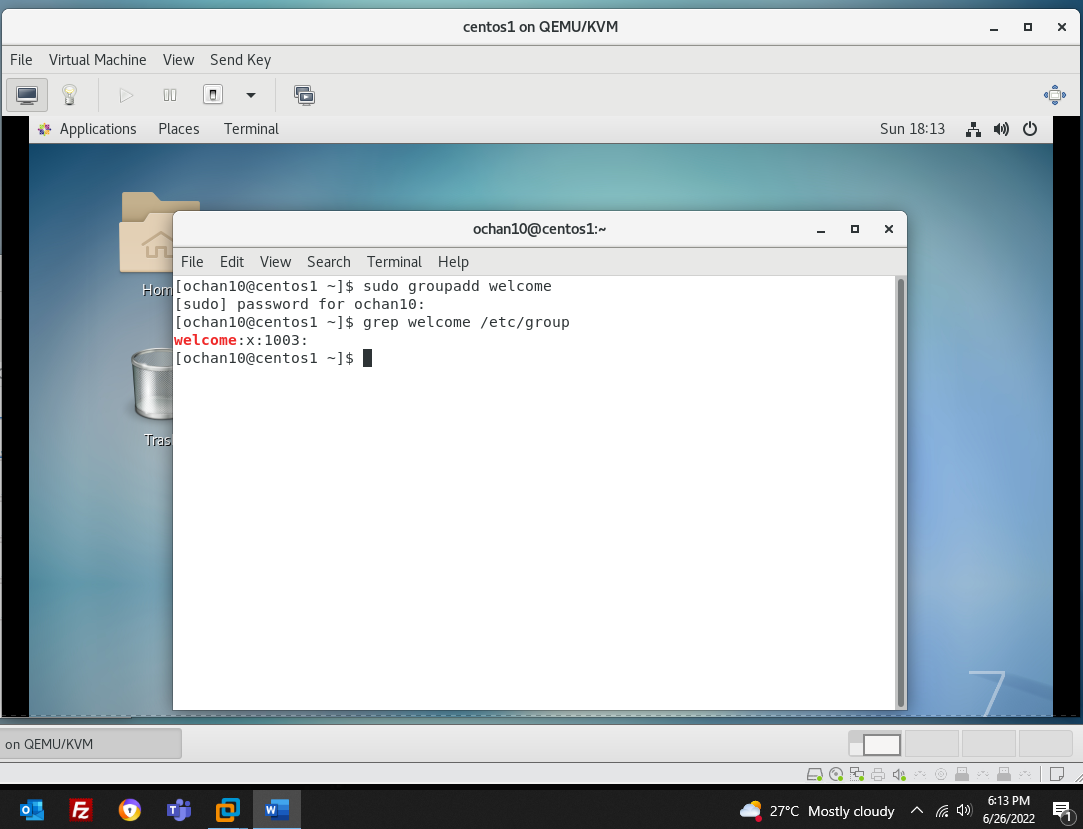 centos1 on QEMU/KVM
File Virtual Machine View Send Key
Applications Places Terminal Sun 18:13
ochan10@centos1:~
File Edit View Search Terminal Help
[ochan10@centos1 ~]$ sudo groupadd welcome
[sudo] password for ochan10:
[ochan10@centos1 ~]$ grep welcome /etc/group
welcome:x:1003:
[ochan10@centos1 ~]$
Hom
Tras
7
on QEMU/KVM
27°C Mostly cloudy
6:13 PM
6/26/2022
1